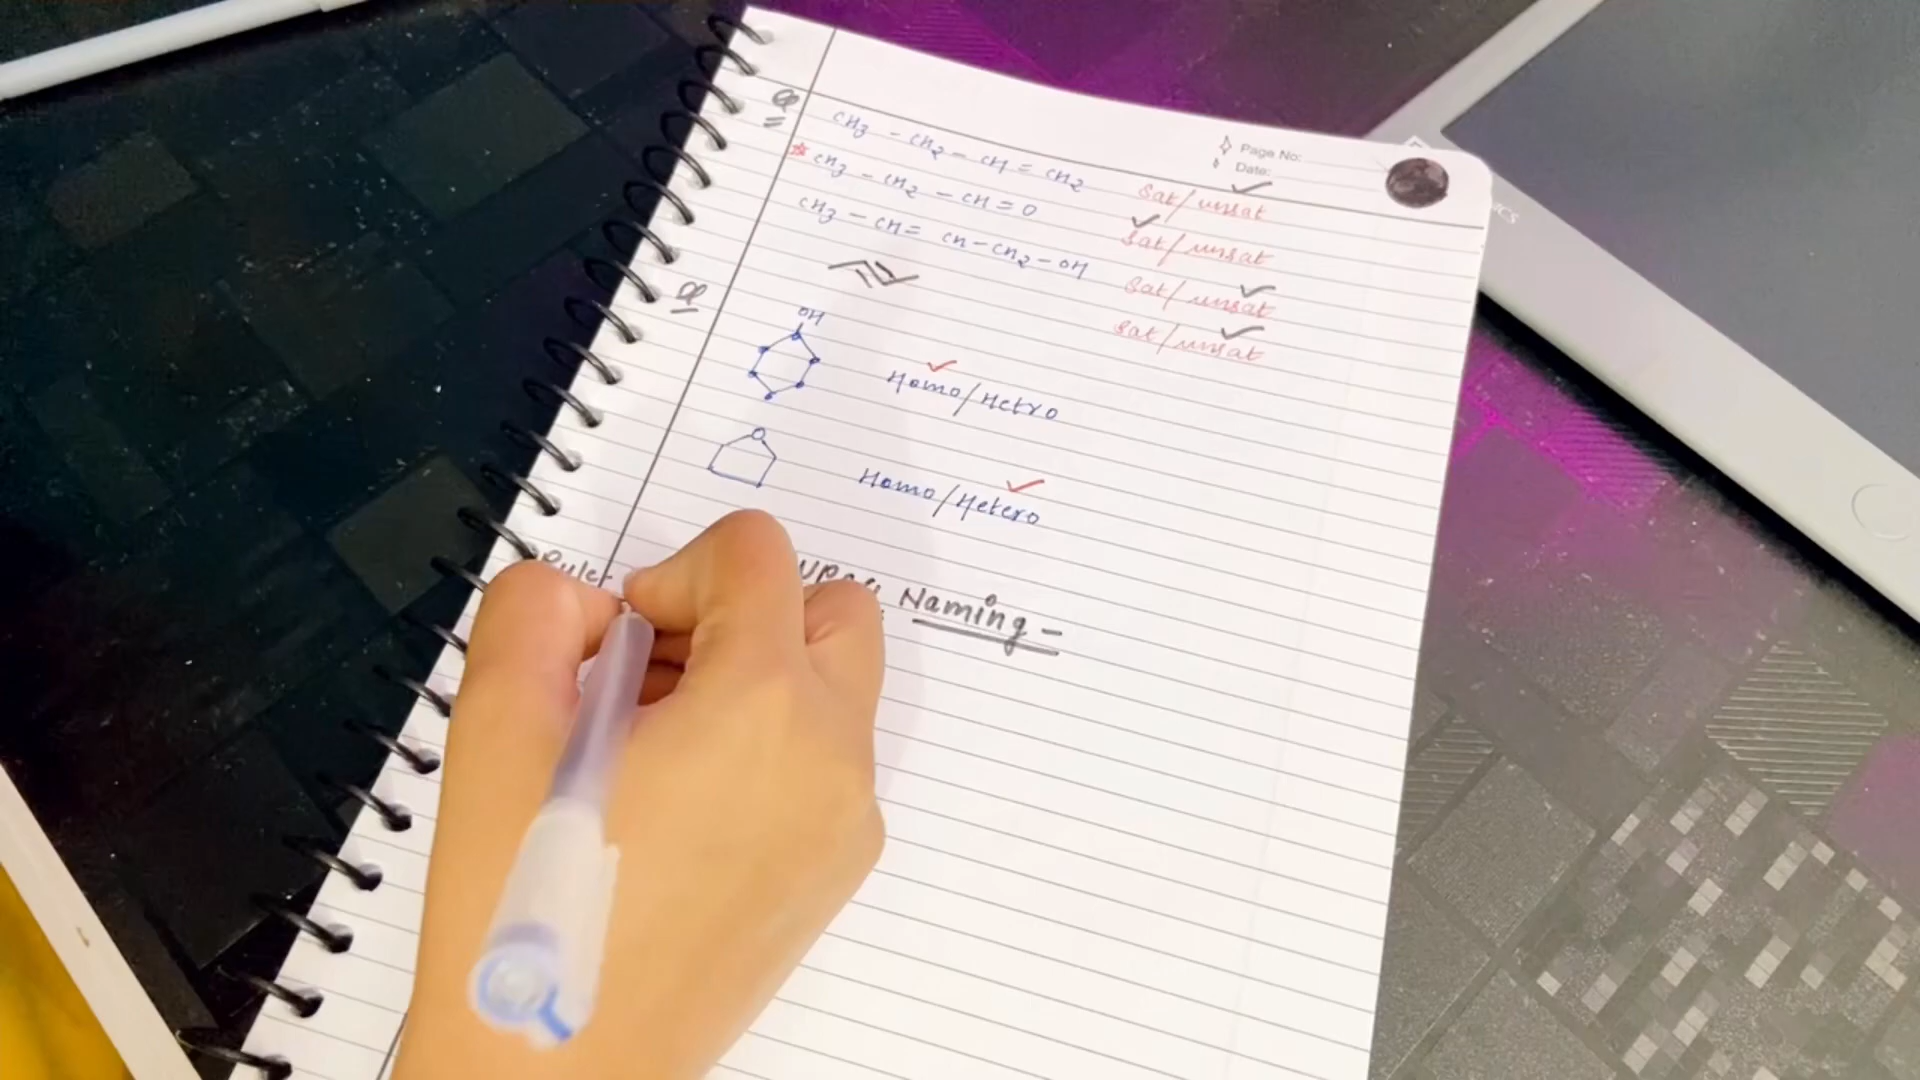 Page No:
Date:
Q CH3 - CH2 - CH = CH2 Sat/unsat
CH3 - CH2 - CH = O Sat/unsat
CH3 - CH = CH - CH2 - OH Sat/unsat
Sat/unsat
Q
OH
Homo/Hetro
O
Homo/Hetero
Naming -